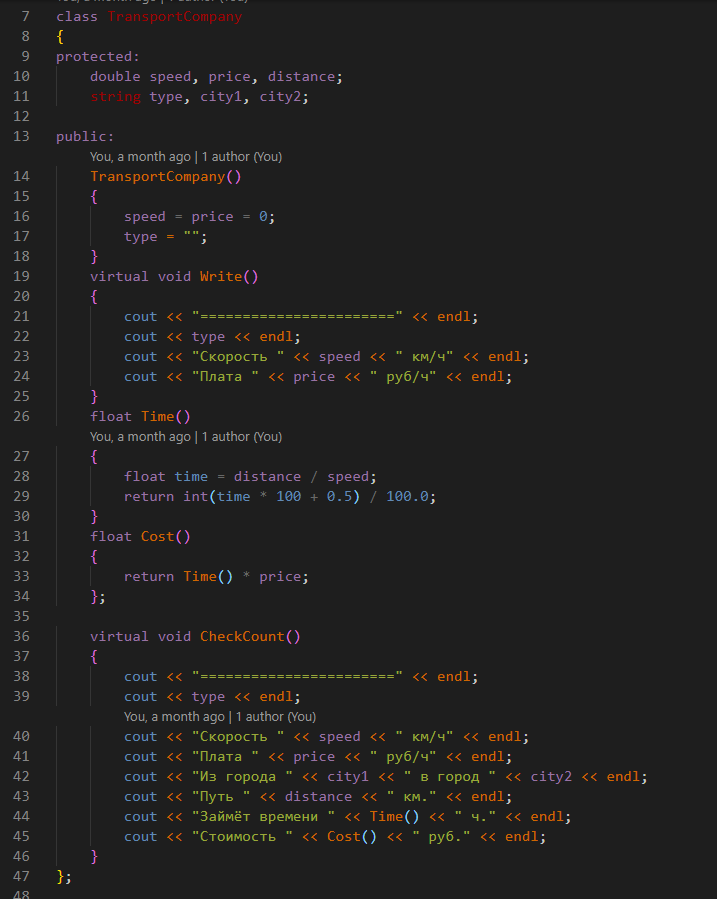 You, a month ago | 1 author (You)
7 class TransportCompany
8 {
9 protected:
10     double speed, price, distance;
11     string type, city1, city2;
12
13 public:
    You, a month ago | 1 author (You)
14     TransportCompany()
15     {
16         speed = price = 0;
17         type = "";
18     }
19     virtual void Write()
20     {
21         cout << "=======================" << endl;
22         cout << type << endl;
23         cout << "Скорость " << speed << " км/ч" << endl;
24         cout << "Плата " << price << " руб/ч" << endl;
25     }
26     float Time()
    You, a month ago | 1 author (You)
27     {
28         float time = distance / speed;
29         return int(time * 100 + 0.5) / 100.0;
30     }
31     float Cost()
32     {
33         return Time() * price;
34     };
35
36     virtual void CheckCount()
37     {
38         cout << "=======================" << endl;
39         cout << type << endl;
        You, a month ago | 1 author (You)
40         cout << "Скорость " << speed << " км/ч" << endl;
41         cout << "Плата " << price << " руб/ч" << endl;
42         cout << "Из города " << city1 << " в город " << city2 << endl;
43         cout << "Путь " << distance << " км." << endl;
44         cout << "Займёт времени " << Time() << " ч." << endl;
45         cout << "Стоимость " << Cost() << " руб." << endl;
46     }
47 };
48